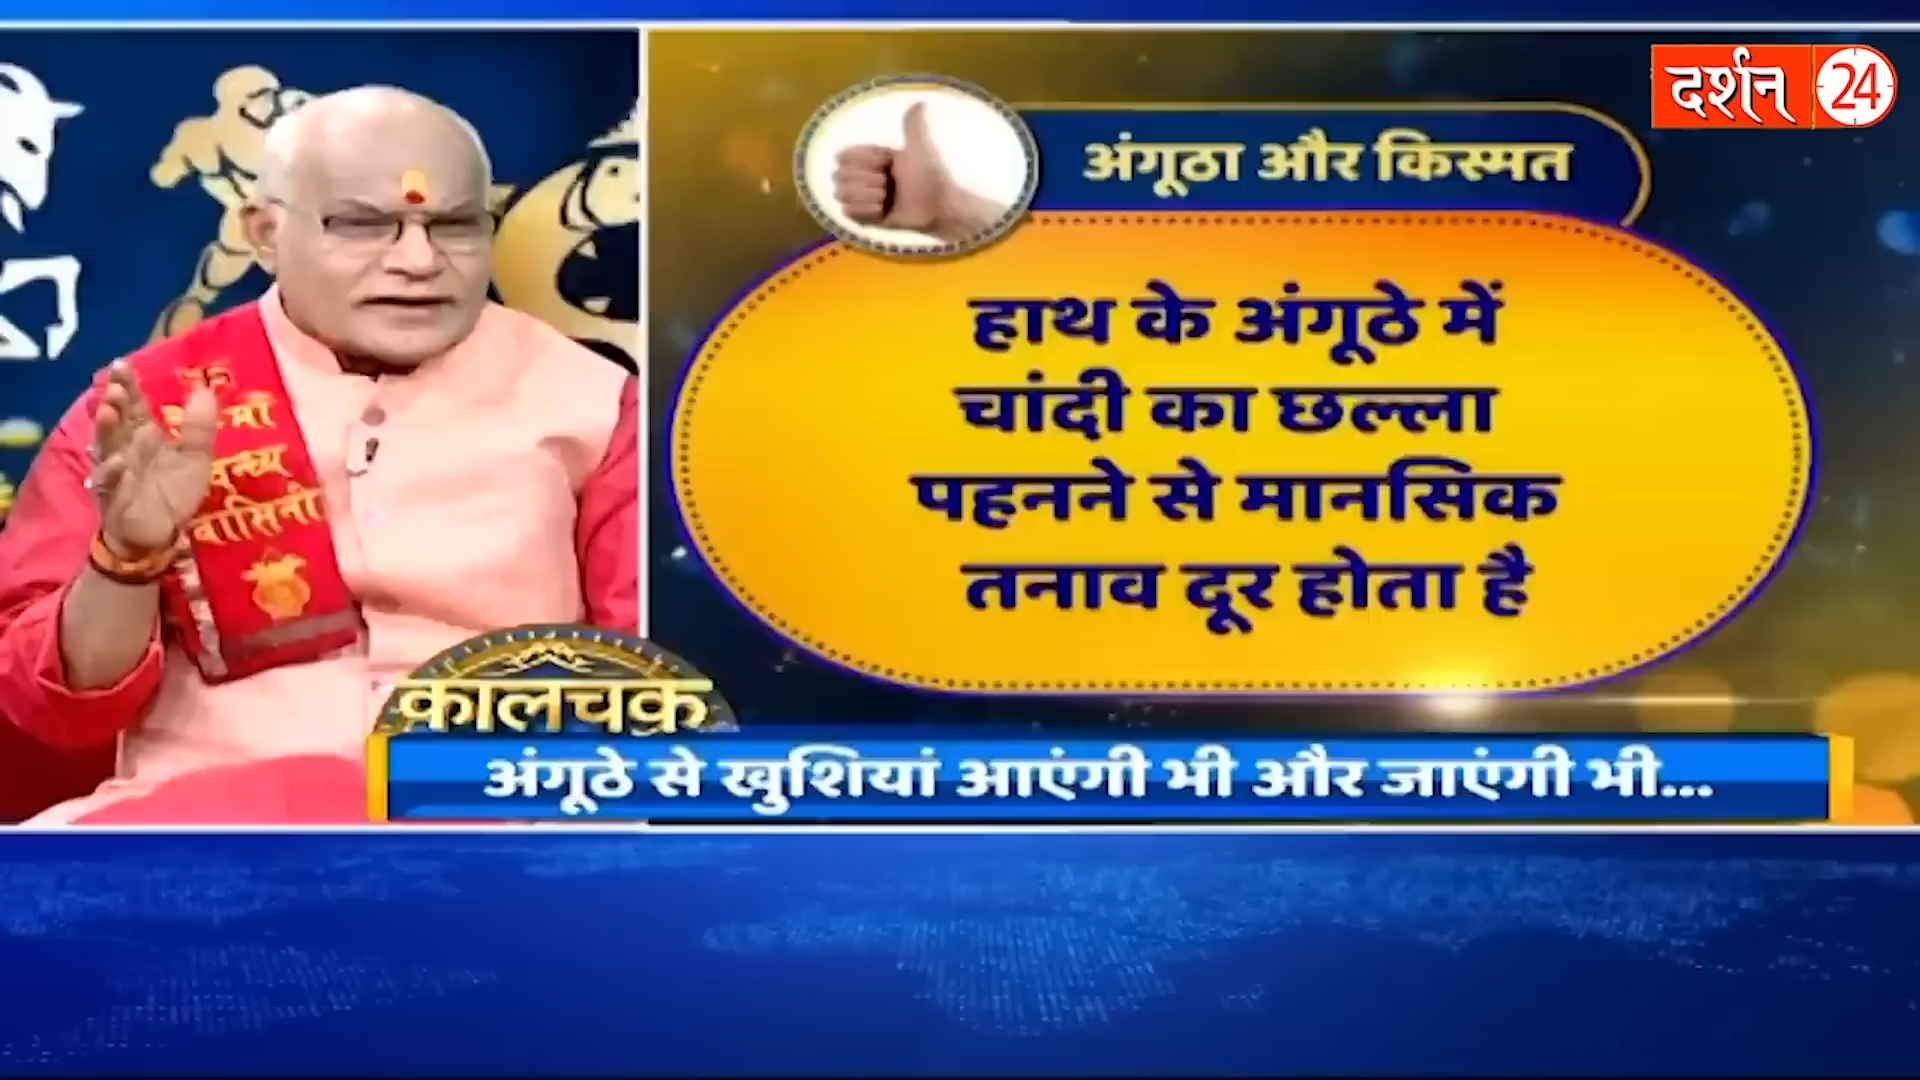 दर्शन 24
अंगूठा और किस्मत
हाथ के अंगूठे में
चांदी का छल्ला
पहनने से मानसिक
तनाव दूर होता है
माँ
वासिनी
कालचक्र
अंगूठे से खुशियां आएंगी भी और जाएंगी भी...